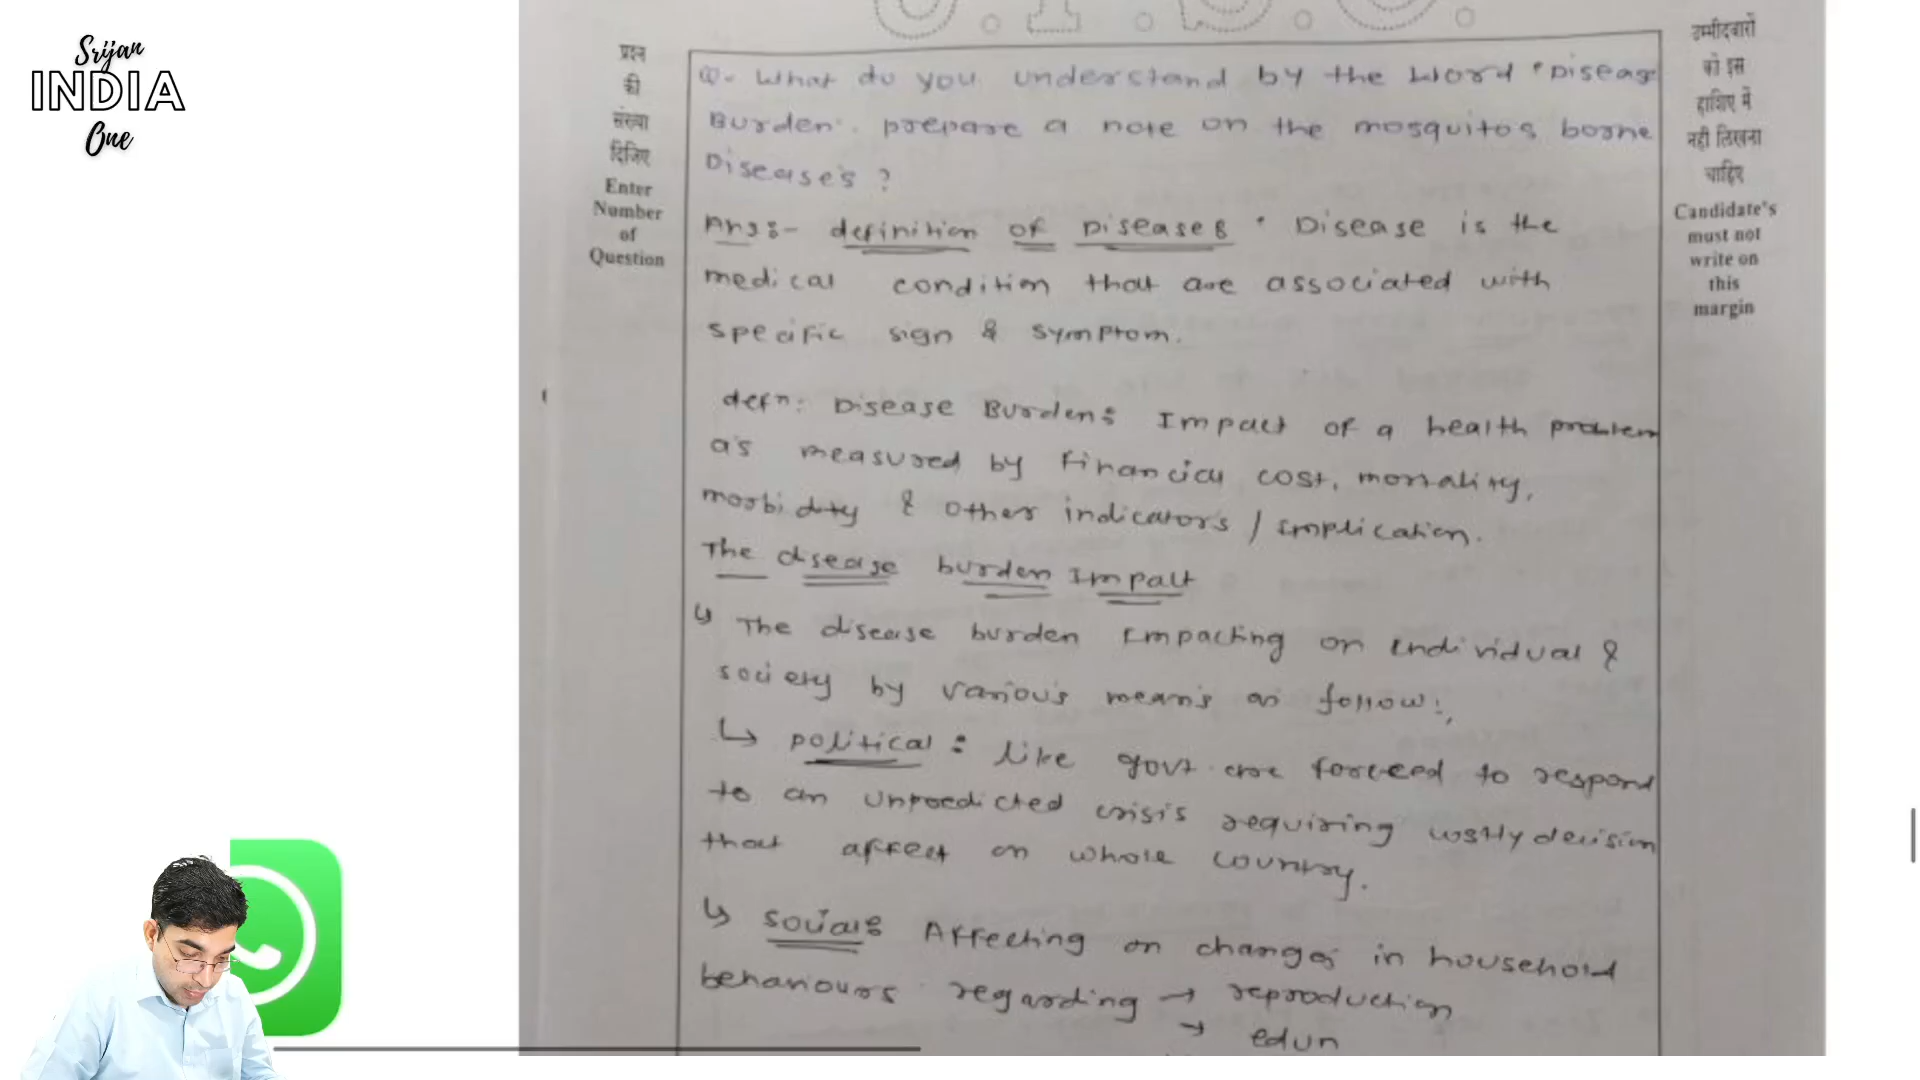 Srijan
INDIA
One
प्रश्न
की
संख्या
दिजिए
Enter
Number
of
Question
Q- What do you understand by the word "Diseas
Burden". prepare a note on the mosquitos borne
Diseases ?
Ans:- definition of Diseases • Disease is the
medical condition that are associated with
specific sign & symptom.
defn: Disease Burden: Impact of a health problem
as measured by financial cost, mortality,
morbidity & other indicators / implication.
The disease burden Impact
↳ The disease burden impacting on individual &
society by various means as follow:,
↳ political: like govt are forced to respond
to an unpredicted crisis requiring costly decision
that affect on whole country.
↳ social: Affecting on changes in household
behaviours regarding → reproduction
→ edun
उम्मीदवारों
को इस
हाशिए में
नही लिखना
चाहिए
Candidate's
must not
write on
this
margin